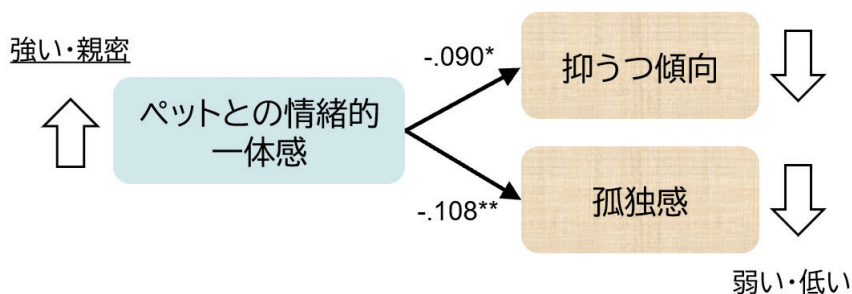 強い・親密
ペットとの情緒的
一体感
-.090*
抑うつ傾向
-.108**
孤独感
弱い・低い